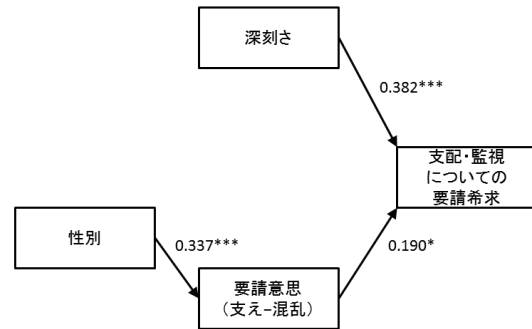 深刻さ
0.382***
支配・監視
についての
要請希求
性別
0.337***
0.190*
要請意思
（支え−混乱）